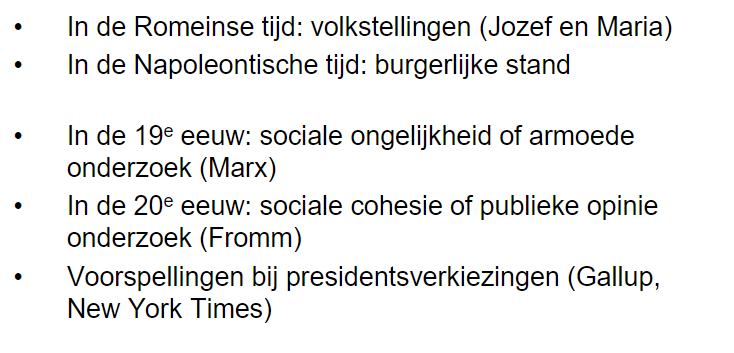 • In de Romeinse tijd: volkstellingen (Jozef en Maria)
• In de Napoleontische tijd: burgerlijke stand
• In de 19e eeuw: sociale ongelijkheid of armoede
onderzoek (Marx)
• In de 20e eeuw: sociale cohesie of publieke opinie
onderzoek (Fromm)
• Voorspellingen bij presidentsverkiezingen (Gallup,
New York Times)